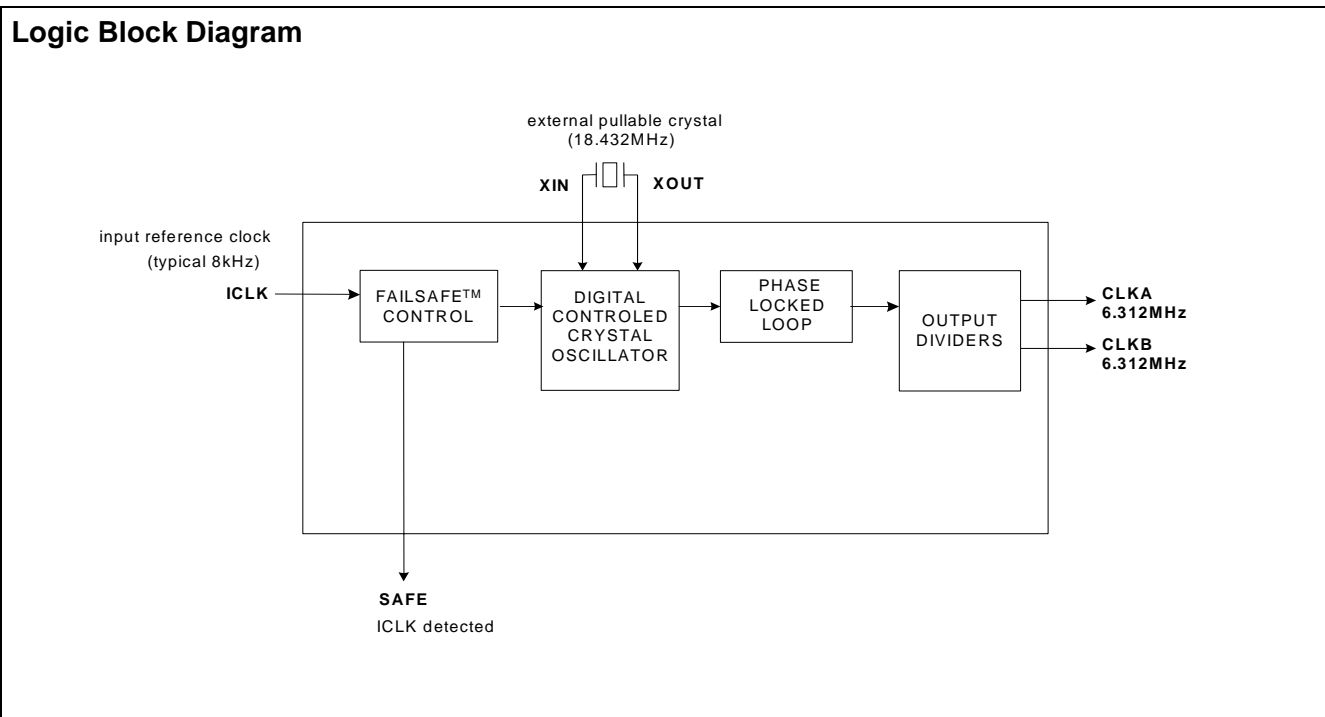 Logic Block Diagram
external pullable crystal
(18.432MHz)
XIN
XOUT
input reference clock
(typical 8kHz)
ICLK
FAILSAFE™
CONTROL
DIGITAL
CONTROLED
CRYSTAL
OSCILLATOR
PHASE
LOCKED
LOOP
OUTPUT
DIVIDERS
CLKA
6.312MHz
CLKB
6.312MHz
SAFE
ICLK detected